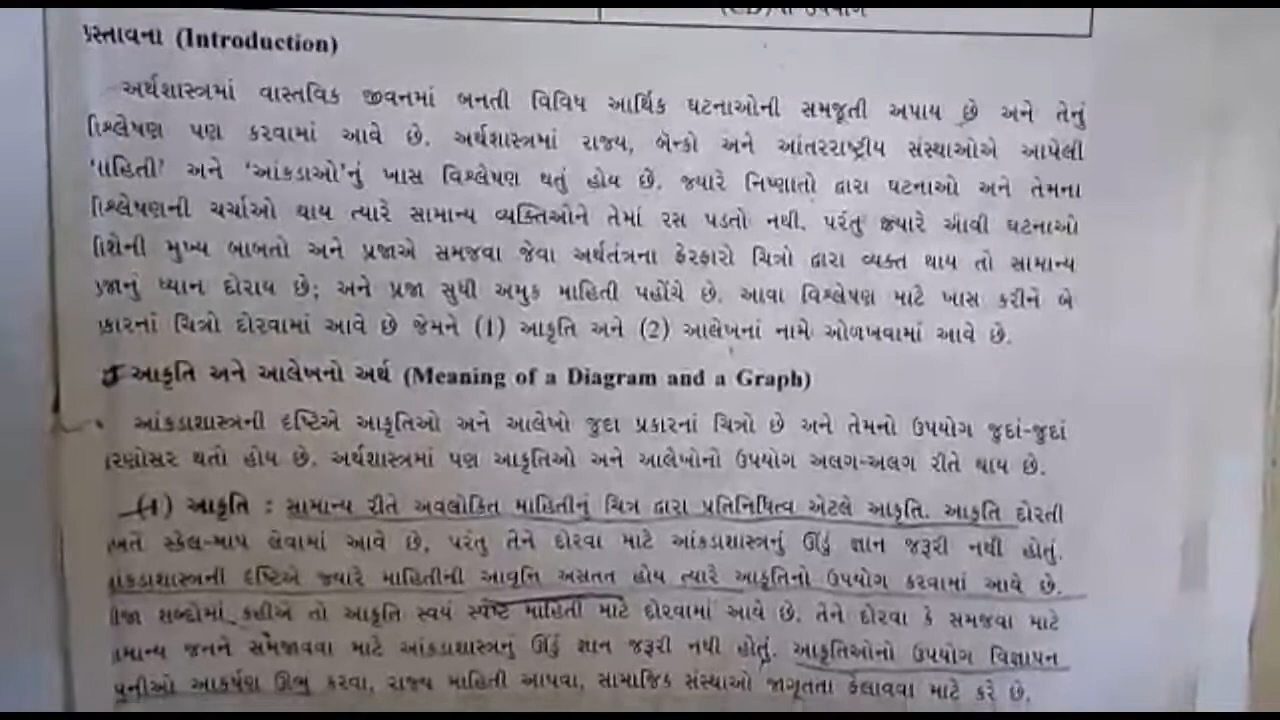 (CD)ના ઉપયોગ
પ્રસ્તાવના (Introduction)
અર્થશાસ્ત્રમાં વાસ્તવિક જીવનમાં બનતી વિવિધ આર્થિક ઘટનાઓની સમજૂતી અપાય છે અને તેનું
વિશ્લેષણ પણ કરવામાં આવે છે. અર્થશાસ્ત્રમાં રાજ્ય, બૅન્કો અને આંતરરાષ્ટ્રીય સંસ્થાઓએ આપેલી
‘માહિતી’ અને ‘આંકડાઓ’નું ખાસ વિશ્લેષણ થતું હોય છે. જ્યારે નિષ્ણાતો દ્વારા ઘટનાઓ અને તેમના
વિશ્લેષણની ચર્ચાઓ થાય ત્યારે સામાન્ય વ્યક્તિઓને તેમાં રસ પડતો નથી. પરંતુ જ્યારે આવી ઘટનાઓ
વિશેની મુખ્ય બાબતો અને પ્રજાએ સમજવા જેવા અર્થતંત્રના ફેરફારો ચિત્રો દ્વારા વ્યક્ત થાય તો સામાન્ય
પ્રજાનું ધ્યાન દોરાય છે; અને પ્રજા સુધી અમુક માહિતી પહોંચે છે. આવા વિશ્લેષણ માટે ખાસ કરીને બે
પ્રકારનાં ચિત્રો દોરવામાં આવે છે જેમને (1) આકૃતિ અને (2) આલેખનાં નામે ઓળખવામાં આવે છે.
આકૃતિ અને આલેખનો અર્થ (Meaning of a Diagram and a Graph)
આંકડાશાસ્ત્રની દૃષ્ટિએ આકૃતિઓ અને આલેખો જુદા પ્રકારનાં ચિત્રો છે અને તેમનો ઉપયોગ જુદાં-જુદાં
કારણોસર થતો હોય છે. અર્થશાસ્ત્રમાં પણ આકૃતિઓ અને આલેખોનો ઉપયોગ અલગ-અલગ રીતે થાય છે.
(1) આકૃતિ : સામાન્ય રીતે અવલોકિત માહિતીનું ચિત્ર દ્વારા પ્રતિનિધિત્વ એટલે આકૃતિ. આકૃતિ દોરતી
વખતે સ્કેલ-માપ લેવામાં આવે છે, પરંતુ તેને દોરવા માટે આંકડાશાસ્ત્રનું ઊંડું જ્ઞાન જરૂરી નથી હોતું.
આંકડાશાસ્ત્રની દૃષ્ટિએ જ્યારે માહિતીની આવૃત્તિ અસતત હોય ત્યારે આકૃતિનો ઉપયોગ કરવામાં આવે છે.
બીજા શબ્દોમાં કહીએ તો આકૃતિ સ્વયં સ્પષ્ટ માહિતી માટે દોરવામાં આવે છે. તેને દોરવા કે સમજવા માટે
સામાન્ય જનને સમજાવવા માટે આંકડાશાસ્ત્રનું ઊંડું જ્ઞાન જરૂરી નથી હોતું. આકૃતિઓનો ઉપયોગ વિજ્ઞાપન
કંપનીઓ આકર્ષણ ઊભું કરવા, રાજ્ય માહિતી આપવા, સામાજિક સંસ્થાઓ જાગૃતતા ફેલાવવા માટે કરે છે.